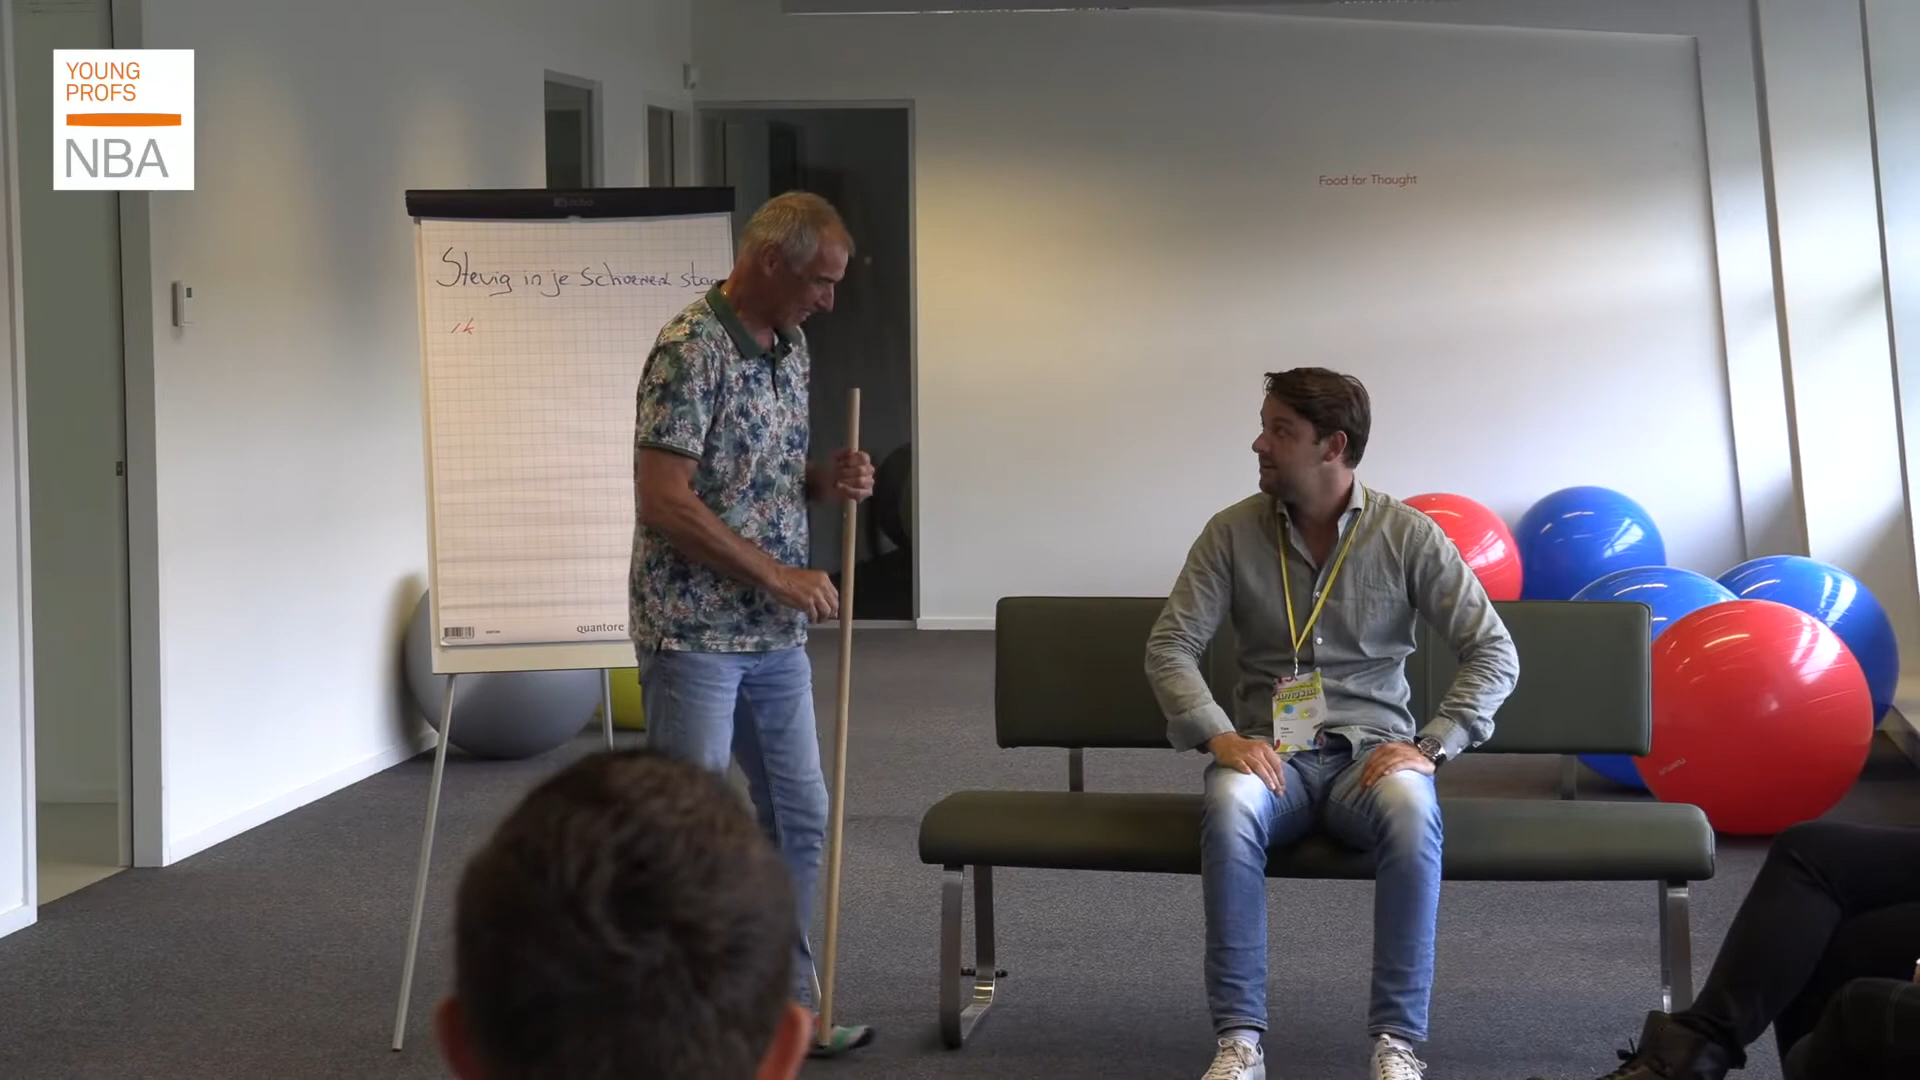 YOUNG
PROFS
NBA
Food for Thought
Stevig in je schoenen
ik
quantore